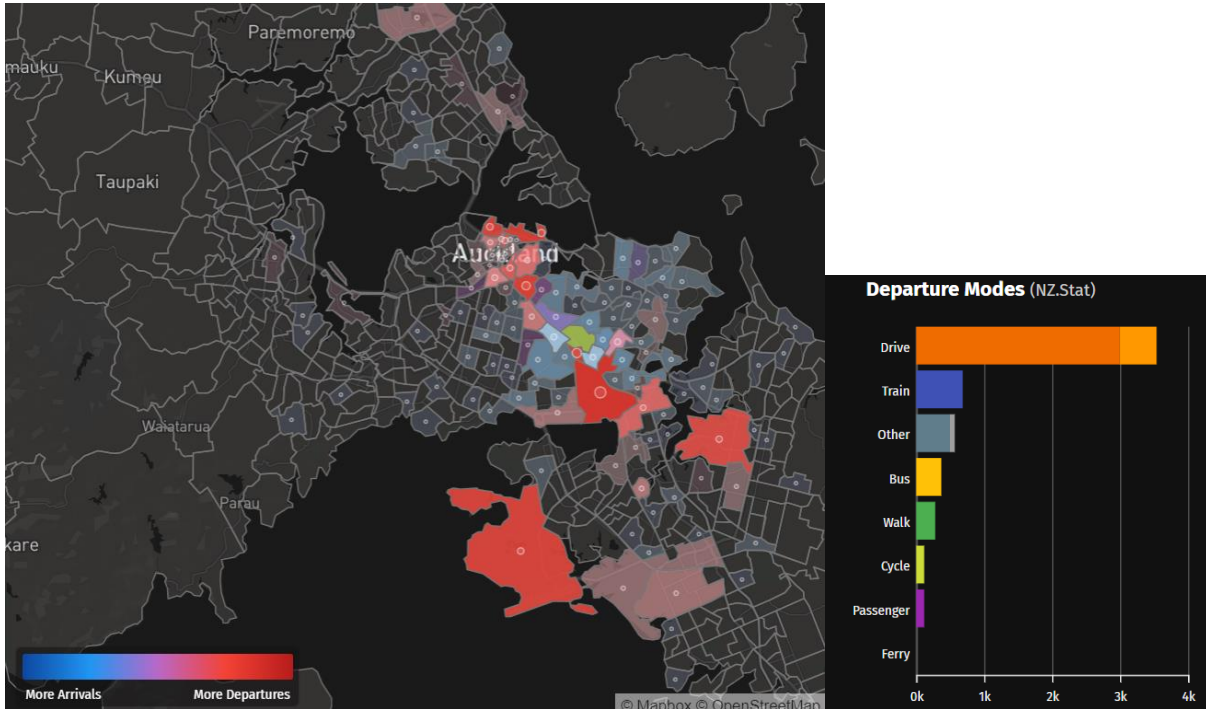 Paremoremo
mauku
Kumeu
Taupaki
Auckland
Waiatarua
Parau
kare
More Arrivals
More Departures
© Mapbox © OpenStreetMap
Departure Modes (NZ.Stat)
Drive
Train
Other
Bus
Walk
Cycle
Passenger
Ferry
0k 1k 2k 3k 4k